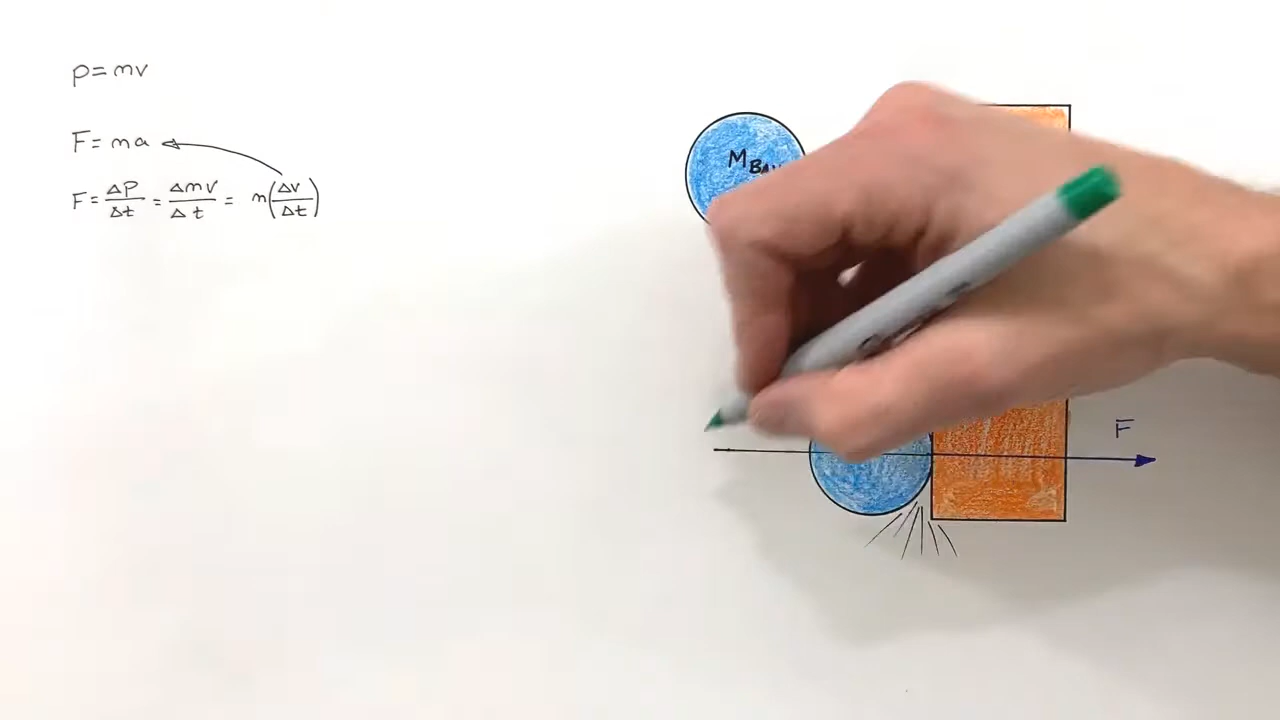 p = mv
F = ma
F = Δp/Δt = Δmv/Δt = m(Δv/Δt)
F